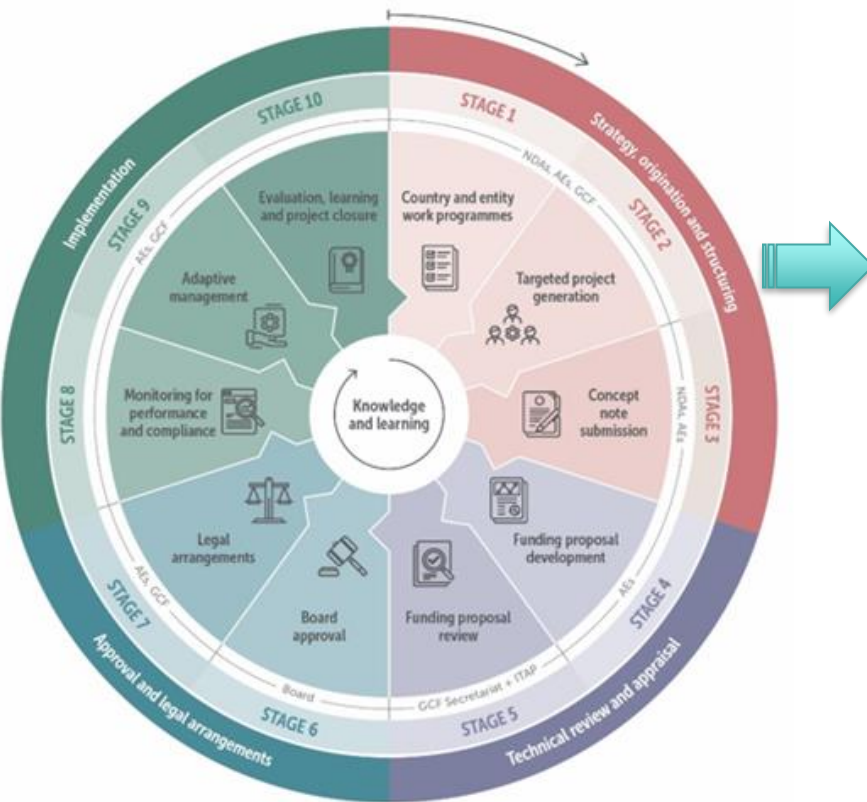 Strategy, origination and structuring
STAGE 1
NDAs, AEs, GCF
Country and entity
work programmes
STAGE 2
Targeted project
generation
STAGE 3
NDAs, AEs
Concept
note
submission
Technical review and appraisal
STAGE 4
AEs
Funding proposal
development
STAGE 5
GCF Secretariat + ITAP
Funding proposal
review
Approval and legal arrangements
STAGE 6
Board
Board
approval
STAGE 7
AEs, GCF
Legal
arrangements
Implementation
STAGE 8
Monitoring for
performance
and compliance
STAGE 9
AEs, GCF
Adaptive
management
STAGE 10
Evaluation, learning
and project closure
Knowledge
and learning